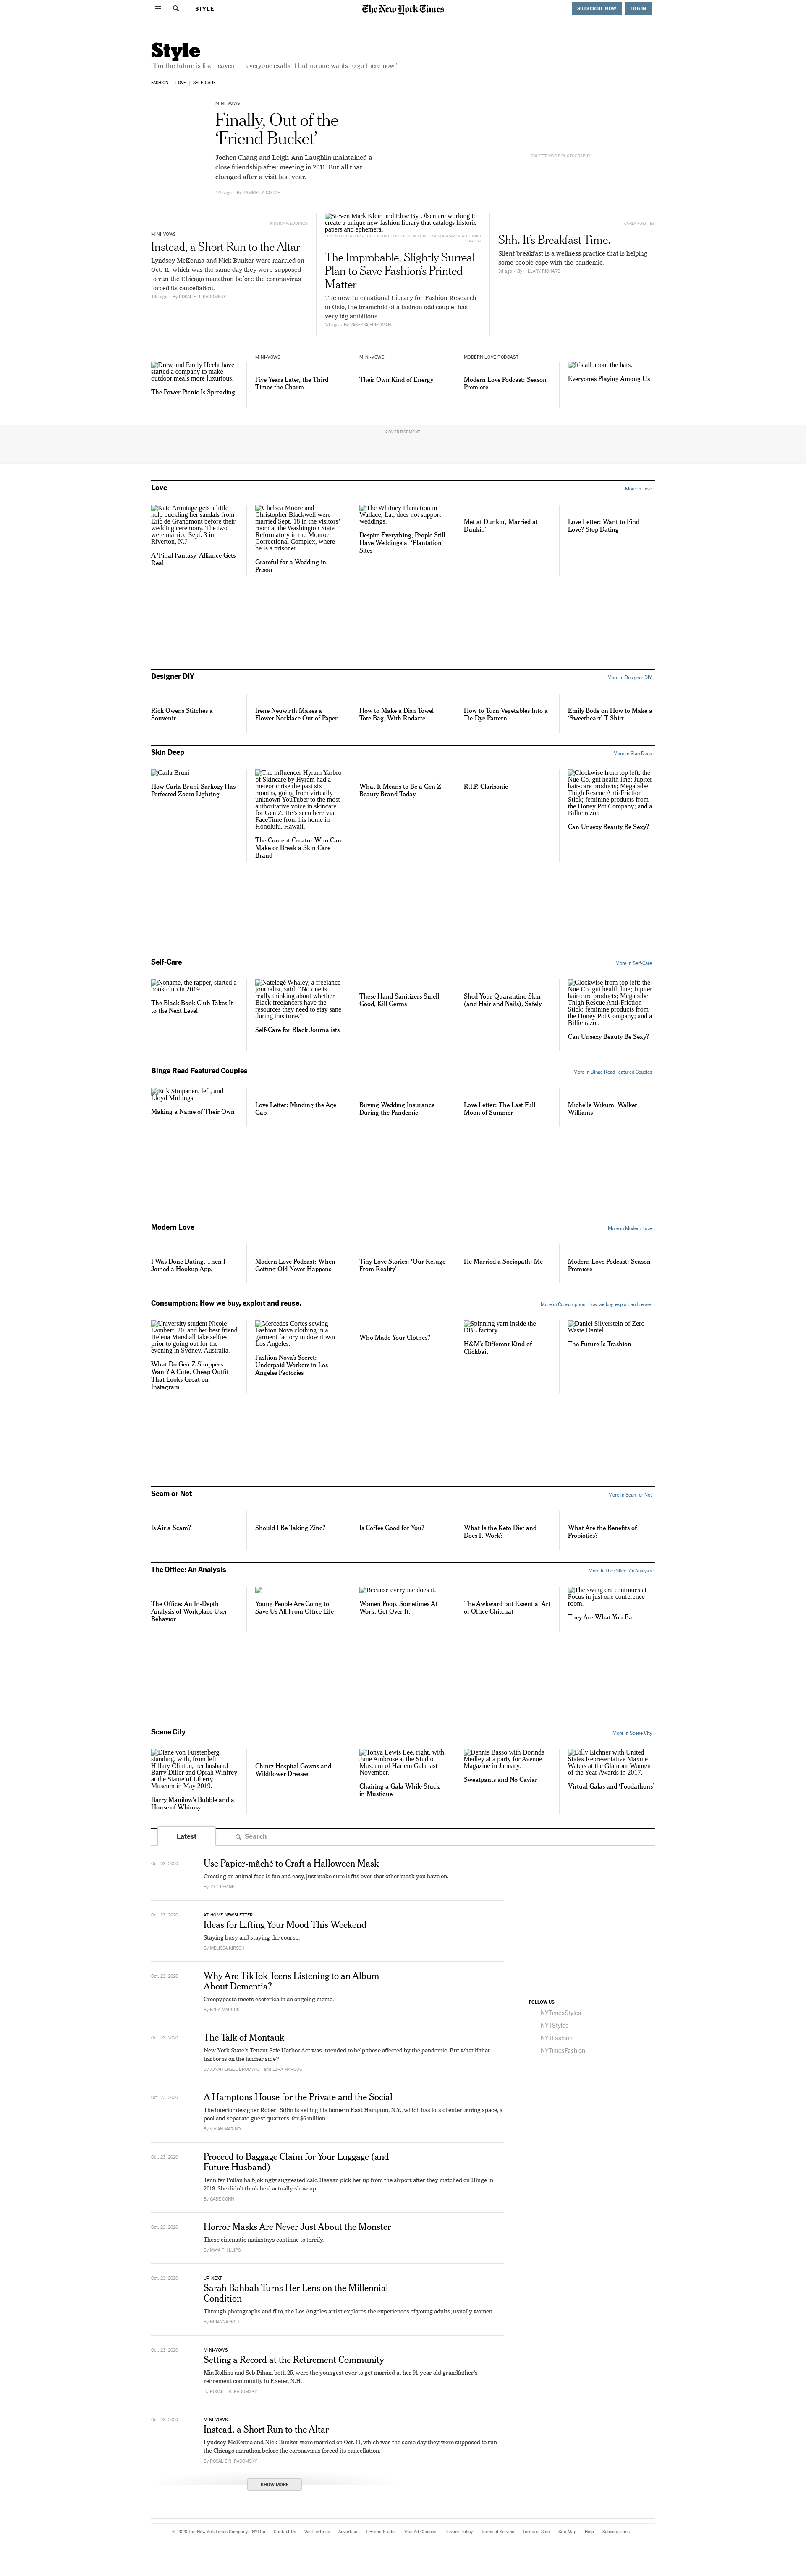 STYLE
The New York Times
SUBSCRIBE NOW
LOG IN
Style
"For the future is like heaven — everyone exalts it but no one wants to go there now."
FASHION
LOVE
SELF-CARE
MINI-VOWS
Finally, Out of the
‘Friend Bucket’
Jochen Chang and Leigh-Ann Laughlin maintained a
close friendship after meeting in 2011. But all that
changed after a visit last year.
14h ago
By TAMMY LA GORCE
MINI-VOWS
Instead, a Short Run to the Altar
Lyndsey McKenna and Nick Bunker were married on
Oct. 11, which was the same day they were supposed
to run the Chicago marathon before the coronavirus
forced its cancellation.
14h ago
By ROSALIE R. RADOMSKY
Steven Mark Klein and Elise By Olsen are working to
create a unique new fashion library that catalogs historic
papers and ephemera.
The Improbable, Slightly Surreal
Plan to Save Fashion’s Printed
Matter
The new International Library for Fashion Research
in Oslo, the brainchild of a fashion odd couple, has
very big ambitions.
2d ago
By VANESSA FRIEDMAN
CARLA FUENTES
Shh. It’s Breakfast Time.
Silent breakfast is a wellness practice that is helping
some people cope with the pandemic.
3d ago
By HILLARY RICHARD
Drew and Emily Hecht have
started a company to make
outdoor meals more luxurious.
The Power Picnic Is Spreading
MINI-VOWS
Five Years Later, the Third
Time’s the Charm
MINI-VOWS
Their Own Kind of Energy
MODERN LOVE PODCAST
Modern Love Podcast: Season
Premiere
It’s all about the hats.
Everyone’s Playing Among Us
ADVERTISEMENT
Love
More in Love ›
Kate Armitage gets a little
help buckling her sandals from
Eric de Grandmont before their
wedding ceremony. The two
were married Sept. 3 in
Riverton, N.J.
A ‘Final Fantasy’ Alliance Gets
Real
Chelsea Moore and
Christopher Blackwell were
married Sept. 18 in the visitors’
room at the Washington State
Reformatory in the Monroe
Correctional Complex, where
he is a prisoner.
Grateful for a Wedding in
Prison
The Whitney Plantation in
Wallace, La., does not support
weddings.
Despite Everything, People Still
Have Weddings at ‘Plantation’
Sites
Met at Dunkin’, Married at
Dunkin’
Love Letter: Want to Find
Love? Stop Dating
Designer DIY
More in Designer DIY ›
Rick Owens Stitches a
Souvenir
Irene Neuwirth Makes a
Flower Necklace Out of Paper
How to Make a Dish Towel
Tote Bag, With Rodarte
How to Turn Vegetables Into a
Tie-Dye Pattern
Emily Bode on How to Make a
‘Sweetheart’ T-Shirt
Skin Deep
More in Skin Deep ›
Carla Bruni
How Carla Bruni-Sarkozy Has
Perfected Zoom Lighting
The influencer Hyram Yarbro
of Skincare by Hyram had a
meteoric rise the past six
months, going from virtually
unknown YouTuber to the most
authoritative voice in skincare
for Gen Z. He’s seen here via
FaceTime from his home in
Honolulu, Hawaii.
The Content Creator Who Can
Make or Break a Skin Care
Brand
What It Means to Be a Gen Z
Beauty Brand Today
R.I.P. Clarisonic
Clockwise from top left: the
Nue Co. gut health line; Jupiter
hair-care products; Megababe
Thigh Rescue Anti-Friction
Stick; feminine products from
the Honey Pot Company; and a
Billie razor.
Can Unsexy Beauty Be Sexy?
Self-Care
More in Self-Care ›
Noname, the rapper, started a
book club in 2019.
The Black Book Club Takes It
to the Next Level
Natelegé Whaley, a freelance
journalist, said: “No one is
really thinking about whether
Black freelancers have the
resources they need to stay sane
during this time.”
Self-Care for Black Journalists
These Hand Sanitizers Smell
Good, Kill Germs
Shed Your Quarantine Skin
(and Hair and Nails), Safely
Clockwise from top left: the
Nue Co. gut health line; Jupiter
hair-care products; Megababe
Thigh Rescue Anti-Friction
Stick; feminine products from
the Honey Pot Company; and a
Billie razor.
Can Unsexy Beauty Be Sexy?
Binge Read Featured Couples
More in Binge Read Featured Couples ›
Erik Simpanen, left, and
Lloyd Mullings.
Making a Name of Their Own
Love Letter: Minding the Age
Gap
Buying Wedding Insurance
During the Pandemic
Love Letter: The Last Full
Moon of Summer
Michelle Wikum, Walker
Williams
Modern Love
More in Modern Love ›
I Was Done Dating. Then I
Joined a Hookup App.
Modern Love Podcast: When
Getting Old Never Happens
Tiny Love Stories: ‘Our Refuge
From Reality’
He Married a Sociopath: Me
Modern Love Podcast: Season
Premiere
Consumption: How we buy, exploit and reuse.
More in Consumption: How we buy, exploit and reuse. ›
University student Nicole
Lambert, 20, and her best friend
Helena Marshall take selfies
prior to going out for the
evening in Sydney, Australia.
What Do Gen Z Shoppers
Want? A Cute, Cheap Outfit
That Looks Great on
Instagram
Mercedes Cortes sewing
Fashion Nova clothing in a
garment factory in downtown
Los Angeles.
Fashion Nova’s Secret:
Underpaid Workers in Los
Angeles Factories
Who Made Your Clothes?
Spinning yarn inside the
DBL factory.
H&M’s Different Kind of
Clickbait
Daniel Silverstein of Zero
Waste Daniel.
The Future Is Trashion
Scam or Not
More in Scam or Not ›
Is Air a Scam?
Should I Be Taking Zinc?
Is Coffee Good for You?
What Is the Keto Diet and
Does It Work?
What Are the Benefits of
Probiotics?
The Office: An Analysis
More in The Office: An Analysis ›
The Office: An In-Depth
Analysis of Workplace User
Behavior
Young People Are Going to
Save Us All From Office Life
Because everyone does it.
Women Poop. Sometimes At
Work. Get Over It.
The Awkward but Essential Art
of Office Chitchat
The swing era continues at
Focus in just one conference
room.
They Are What You Eat
Scene City
More in Scene City ›
Diane von Furstenberg,
standing, with, from left,
Hillary Clinton, her husband
Barry Diller and Oprah Winfrey
at the Statue of Liberty
Museum in May 2019.
Barry Manilow’s Bubble and a
House of Whimsy
Chintz Hospital Gowns and
Wildflower Dresses
Tonya Lewis Lee, right, with
June Ambrose at the Studio
Museum of Harlem Gala last
November.
Chairing a Gala While Stuck
in Mustique
Dennis Basso with Dorinda
Medley at a party for Avenue
Magazine in January.
Sweatpants and No Caviar
Billy Eichner with United
States Representative Maxine
Waters at the Glamour Women
of the Year Awards in 2017.
Virtual Galas and ‘Foodathons’
Latest
Search
Oct. 23, 2020
Use Papier-mâché to Craft a Halloween Mask
Creating an animal face is fun and easy, just make sure it fits over that other mask you have on.
By JODI LEVINE
Oct. 23, 2020
AT HOME NEWSLETTER
Ideas for Lifting Your Mood This Weekend
Staying busy and staying the course.
By MELISSA KIRSCH
Oct. 23, 2020
Why Are TikTok Teens Listening to an Album
About Dementia?
Creepypasta meets esoterica in an ongoing meme.
By EZRA MARCUS
Oct. 23, 2020
The Talk of Montauk
New York State’s Tenant Safe Harbor Act was intended to help those affected by the pandemic. But what if that
harbor is on the fancier side?
By JONAH ENGEL BROMWICH and EZRA MARCUS
Oct. 23, 2020
A Hamptons House for the Private and the Social
The interior designer Robert Stilin is selling his home in East Hampton, N.Y., which has lots of entertaining space, a
pool and separate guest quarters, for $6 million.
By VIVIAN MARINO
Oct. 23, 2020
Proceed to Baggage Claim for Your Luggage (and
Future Husband)
Jennifer Pollan half-jokingly suggested Zaid Hassan pick her up from the airport after they matched on Hinge in
2018. She didn’t think he’d actually show up.
By GABE COHN
Oct. 23, 2020
Horror Masks Are Never Just About the Monster
These cinematic mainstays continue to terrify.
By MAYA PHILLIPS
Oct. 23, 2020
UP NEXT
Sarah Bahbah Turns Her Lens on the Millennial
Condition
Through photographs and film, the Los Angeles artist explores the experiences of young adults, usually women.
By BRIANNA HOLT
Oct. 23, 2020
MINI-VOWS
Setting a Record at the Retirement Community
Mia Rollins and Seb Pihan, both 25, were the youngest ever to get married at her 91-year-old grandfather’s
retirement community in Exeter, N.H.
By ROSALIE R. RADOMSKY
Oct. 23, 2020
MINI-VOWS
Instead, a Short Run to the Altar
Lyndsey McKenna and Nick Bunker were married on Oct. 11, which was the same day they were supposed to run
the Chicago marathon before the coronavirus forced its cancellation.
By ROSALIE R. RADOMSKY
SHOW MORE
FOLLOW US
NYTimesStyles
NYTStyles
NYTFashion
NYTimesFashion
© 2020 The New York Times Company
NYTCo
Contact Us
Work with us
Advertise
T Brand Studio
Your Ad Choices
Privacy Policy
Terms of Service
Terms of Sale
Site Map
Help
Subscriptions